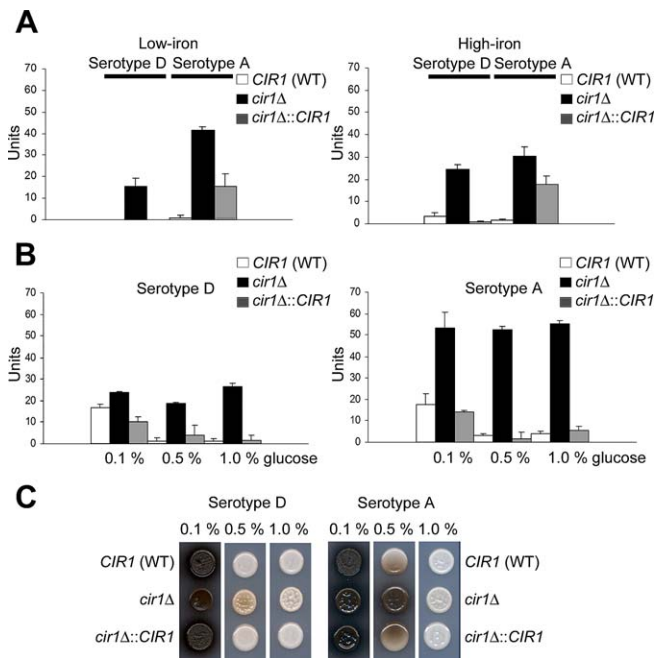 A
Low-iron
Serotype D Serotype A
70
60
50
40
30
20
10
0
Units
CIR1 (WT)
cir1Δ
cir1Δ::CIR1
High-iron
Serotype D Serotype A
70
60
50
40
30
20
10
0
CIR1 (WT)
cir1Δ
cir1Δ::CIR1
B
Serotype D
70
60
50
40
30
20
10
0
Units
CIR1 (WT)
cir1Δ
cir1Δ::CIR1
0.1 % 0.5 % 1.0 % glucose
Serotype A
70
60
50
40
30
20
10
0
Units
CIR1 (WT)
cir1Δ
cir1Δ::CIR1
0.1 % 0.5 % 1.0 % glucose
C
Serotype D Serotype A
0.1 % 0.5 % 1.0 % 0.1 % 0.5 % 1.0 %
CIR1 (WT) CIR1 (WT)
cir1Δ cir1Δ
cir1Δ::CIR1 cir1Δ::CIR1